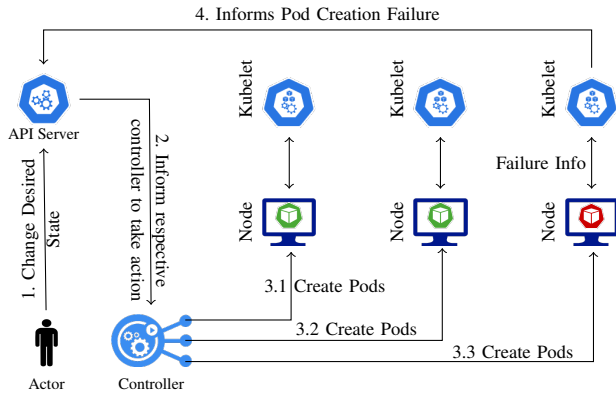 4. Informs Pod Creation Failure
Kubelet
Kubelet
Kubelet
API Server
2. Inform respective
controller to take action
Failure Info
1. Change Desired
State
Node
Node
Node
3.1 Create Pods
3.2 Create Pods
3.3 Create Pods
Actor
Controller